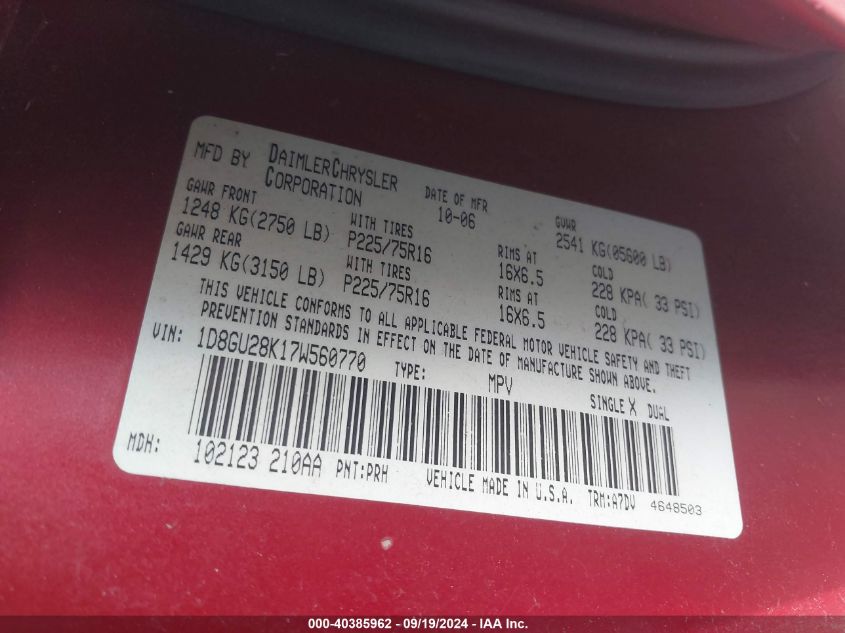 MFD BY DAIMLERCHRYSLER CORPORATION
DATE OF MFR 10-06
GVWR 2541 KG(05600 LB)
GAWR FRONT WITH TIRES RIMS AT COLD
1248 KG(2750 LB) P225/75R16 16X6.5 228 KPA( 33 PSI)
GAWR REAR WITH TIRES RIMS AT COLD
1429 KG(3150 LB) P225/75R16 16X6.5 228 KPA( 33 PSI)
THIS VEHICLE CONFORMS TO ALL APPLICABLE FEDERAL MOTOR VEHICLE SAFETY AND THEFT
PREVENTION STANDARDS IN EFFECT ON THE DATE OF MANUFACTURE SHOWN ABOVE.
VIN: 1D8GU28K17W560770 TYPE: MPV SINGLE X DUAL
MDH: 102123 210AA PNT:PRH VEHICLE MADE IN U.S.A. TRM:A7DV 4648503
000-40385962 - 09/19/2024 - IAA Inc.